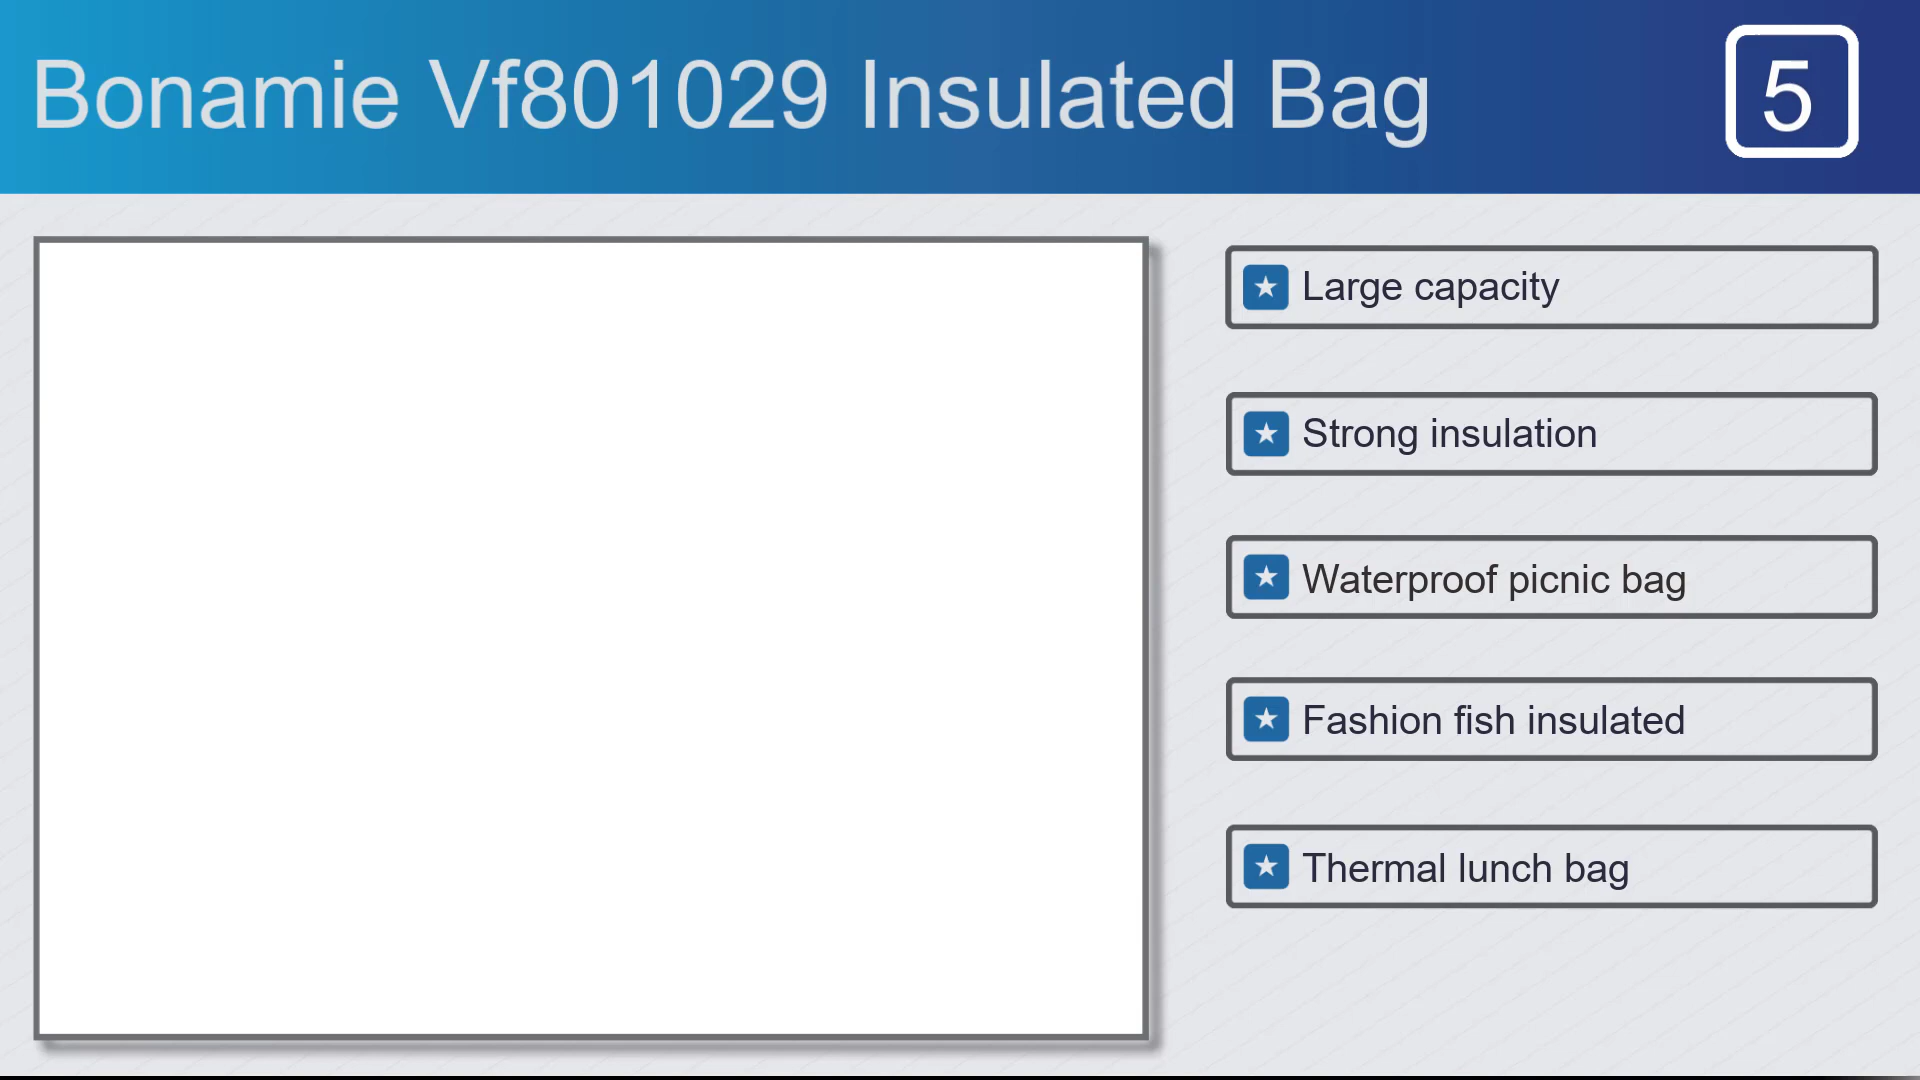 Bonamie Vf801029 Insulated Bag
5
Large capacity
Strong insulation
Waterproof picnic bag
Fashion fish insulated
Thermal lunch bag